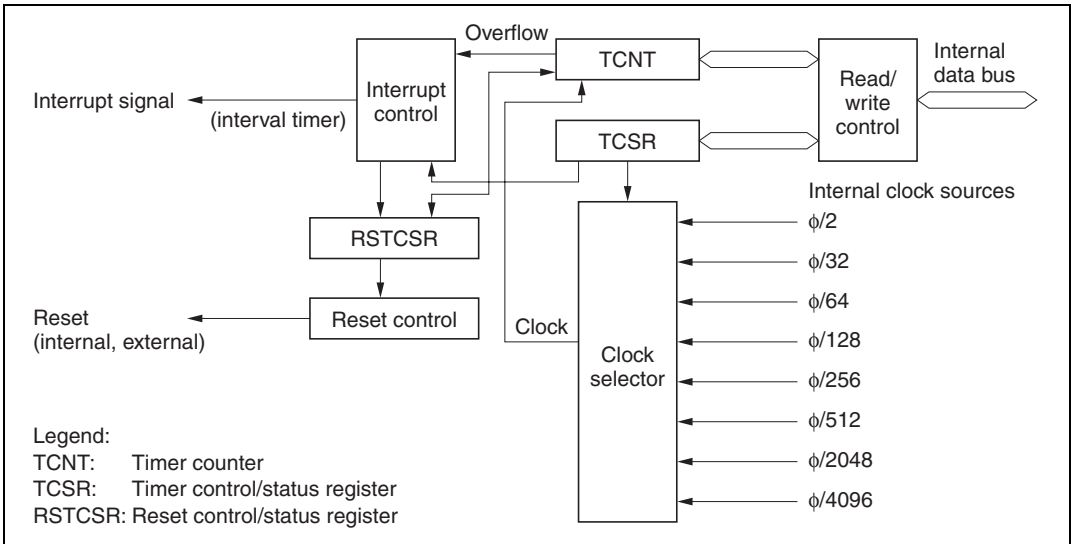 Overflow
TCNT
Interrupt
control
Read/
write
control
Internal
data bus
Interrupt signal
(interval timer)
TCSR
Internal clock sources
RSTCSR
ϕ/2
ϕ/32
ϕ/64
Reset
(internal, external)
Reset control
Clock
Clock
selector
ϕ/128
ϕ/256
ϕ/512
ϕ/2048
ϕ/4096
Legend:
TCNT: Timer counter
TCSR: Timer control/status register
RSTCSR: Reset control/status register